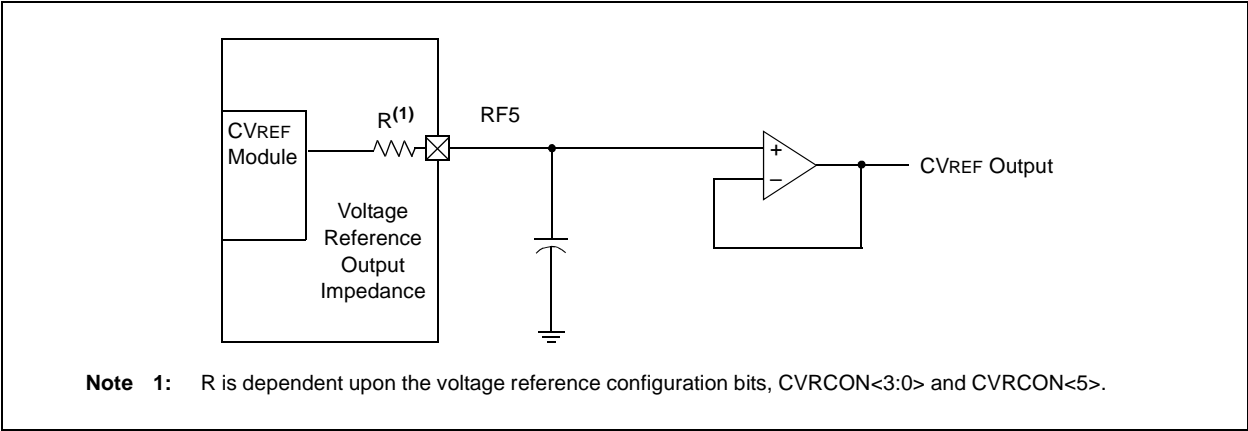 R(1)
RF5
CVREF
Module
+
–
CVREF Output
Voltage
Reference
Output
Impedance
Note 1: R is dependent upon the voltage reference configuration bits, CVRCON<3:0> and CVRCON<5>.